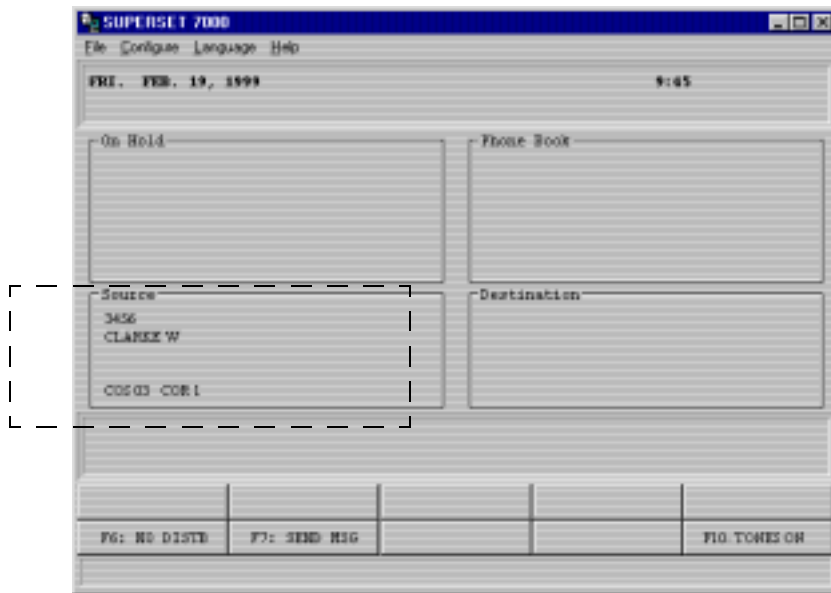 SUPERSET 7000
File Configure Language Help
FRI. FEB. 19, 1999 9:45
On Hold
Phone Book
Source
3456
CLARKE W
COS 03 COR 1
Destination
F6: NO DISTB F7: SEND MSG F10: TONES ON